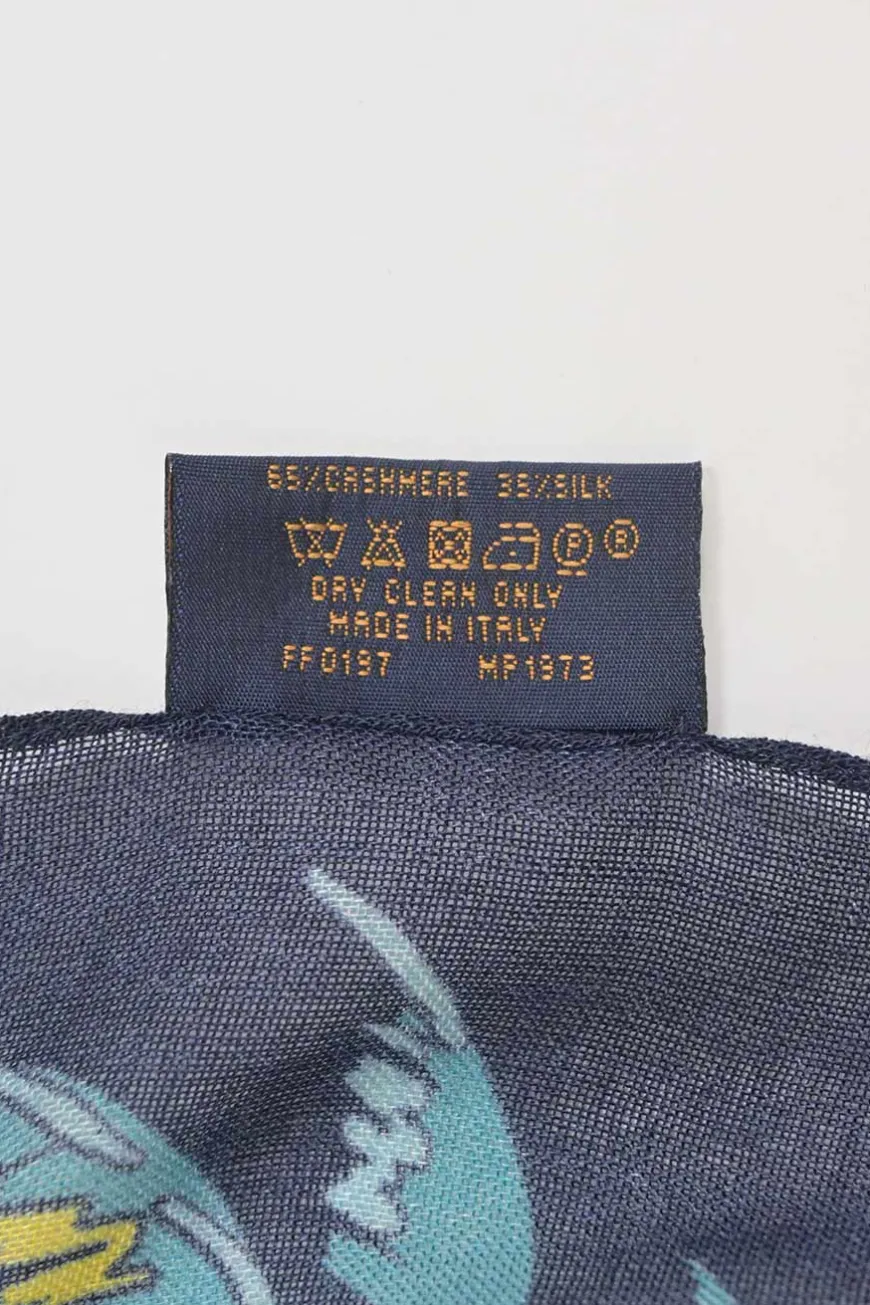 65%CASHMERE 35%SILK
P R
DRY CLEAN ONLY
MADE IN ITALY
FF0197 MP1973